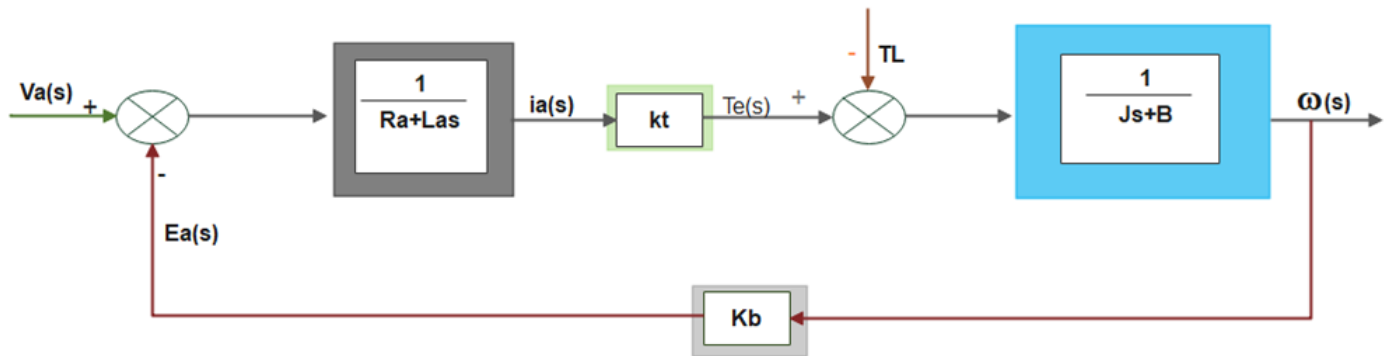 Va(s)
+
-
Ea(s)
1
Ra+Las
ia(s)
kt
Te(s)
+
-
TL
1
Js+B
ω(s)
Kb